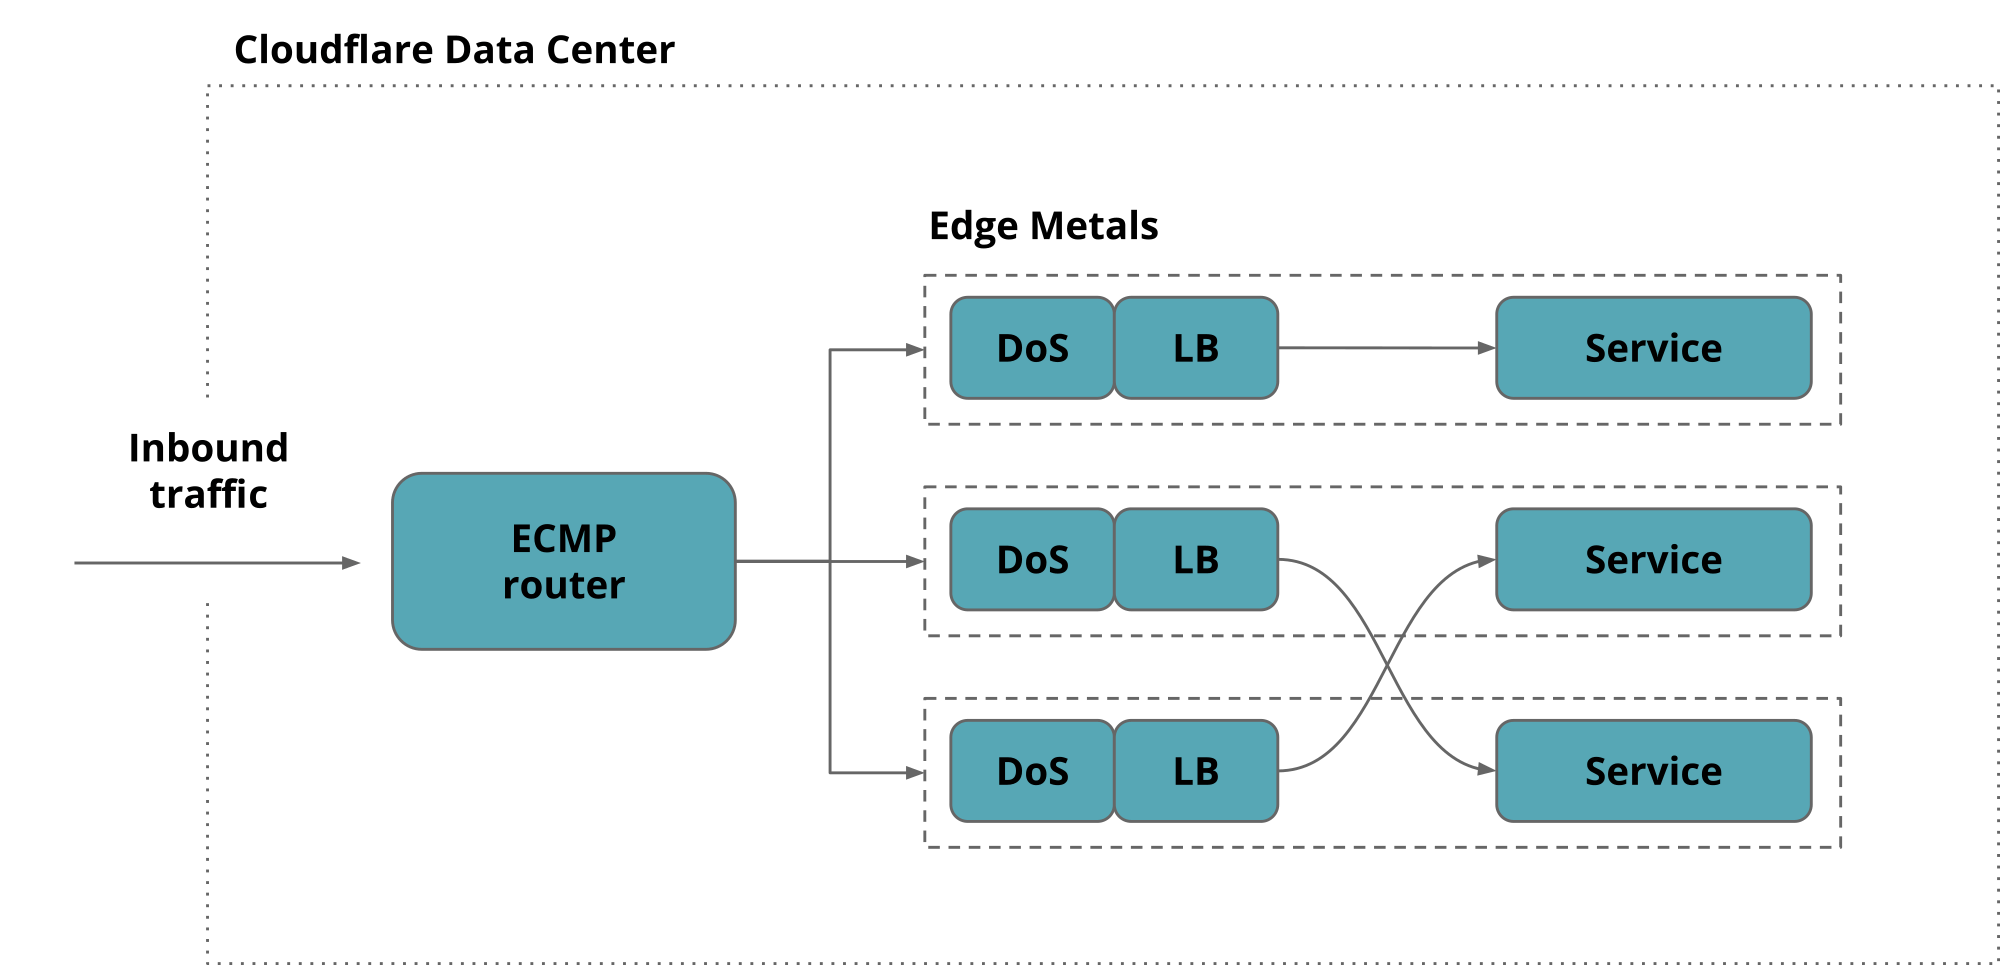 Cloudflare Data Center
Edge Metals
DoS LB Service
Inbound
traffic
ECMP
router
DoS LB Service
DoS LB Service